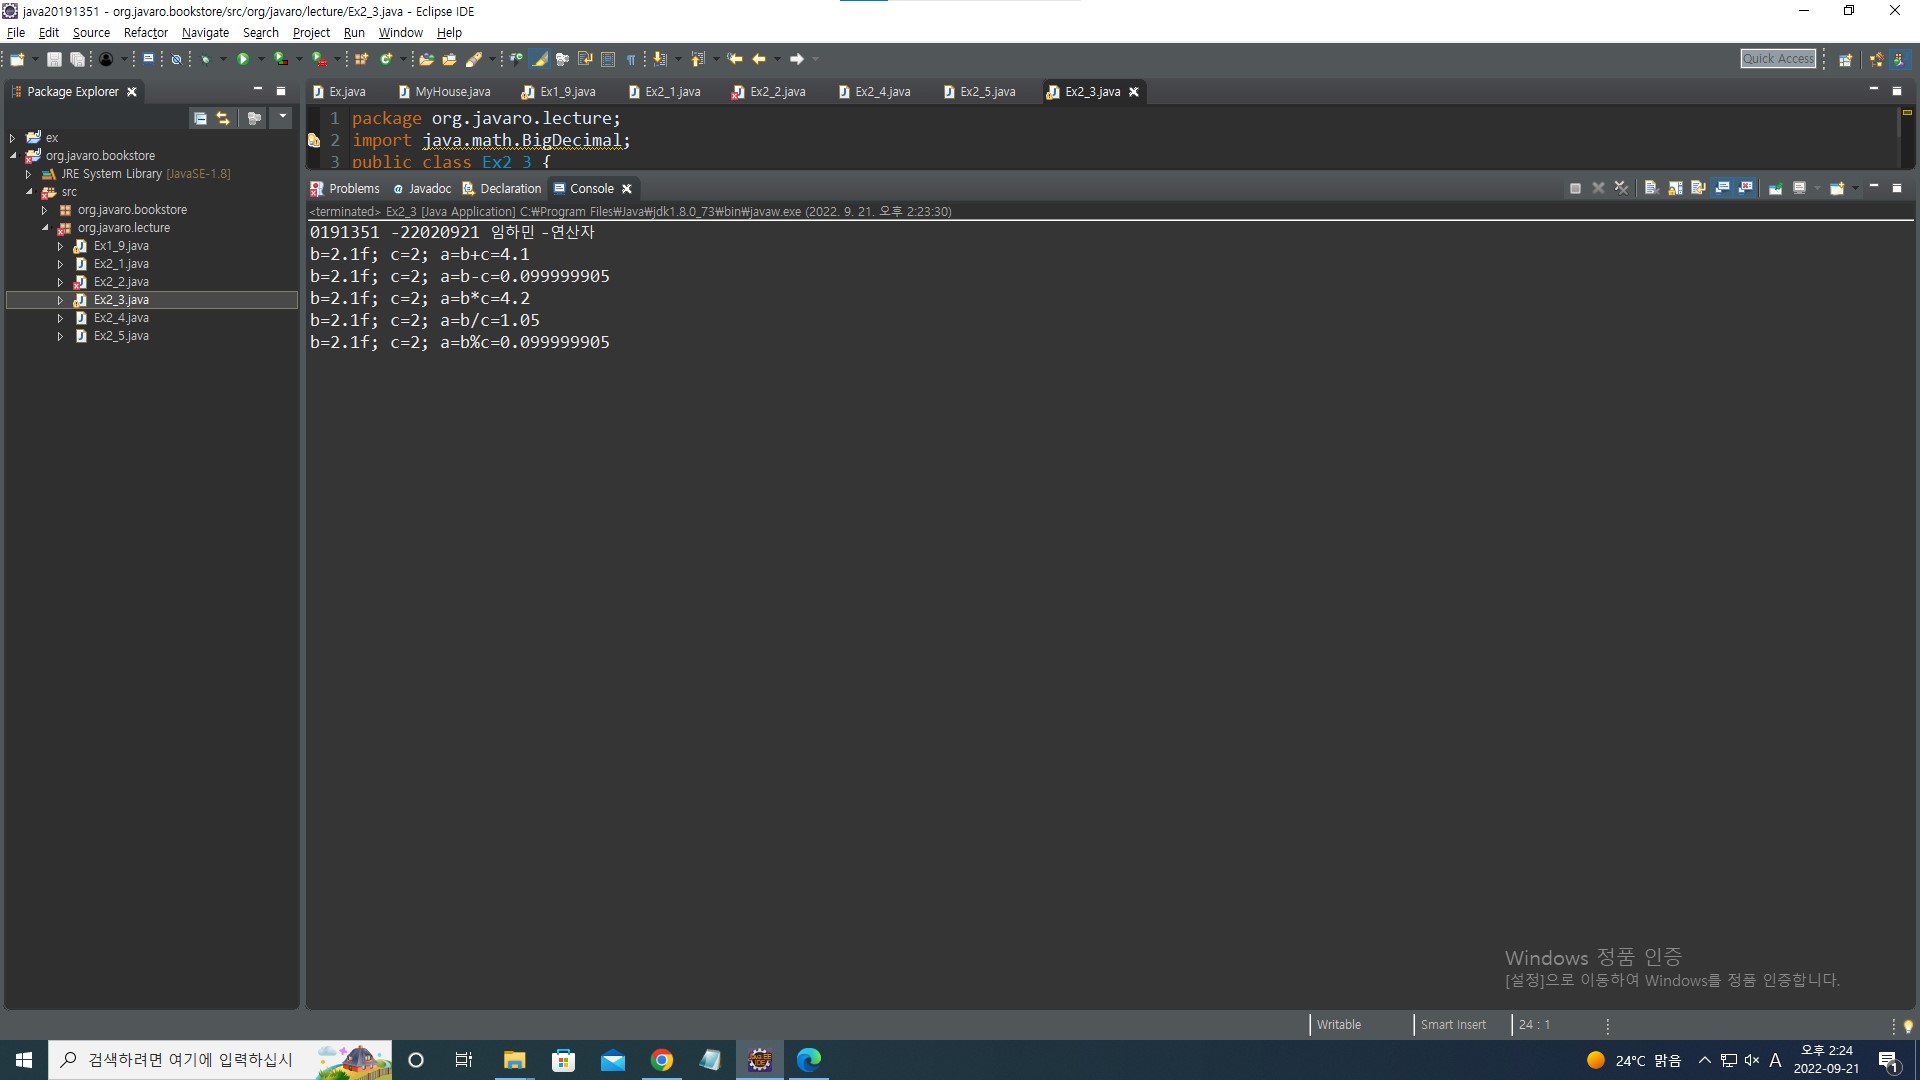 java20191351 - org.javaro.bookstore/src/org/javaro/lecture/Ex2_3.java - Eclipse IDE
File Edit Source Refactor Navigate Search Project Run Window Help
Quick Access
Package Explorer
ex
org.javaro.bookstore
JRE System Library [JavaSE-1.8]
src
org.javaro.bookstore
org.javaro.lecture
Ex1_9.java
Ex2_1.java
Ex2_2.java
Ex2_3.java
Ex2_4.java
Ex2_5.java
Ex.java MyHouse.java Ex1_9.java Ex2_1.java Ex2_2.java Ex2_4.java Ex2_5.java Ex2_3.java
1 package org.javaro.lecture;
2 import java.math.BigDecimal;
3 public class Ex2_3 {
Problems Javadoc Declaration Console
<terminated> Ex2_3 [Java Application] C:₩Program Files₩Java₩jdk1.8.0_73₩bin₩javaw.exe (2022. 9. 21. 오후 2:23:30)
0191351 -22020921 임하민 -연산자
b=2.1f; c=2; a=b+c=4.1
b=2.1f; c=2; a=b-c=0.099999905
b=2.1f; c=2; a=b*c=4.2
b=2.1f; c=2; a=b/c=1.05
b=2.1f; c=2; a=b%c=0.099999905
Windows 정품 인증
[설정]으로 이동하여 Windows를 정품 인증합니다.
Writable Smart Insert 24 : 1
검색하려면 여기에 입력하십시
24°C 맑음 A 오후 2:24
2022-09-21
1